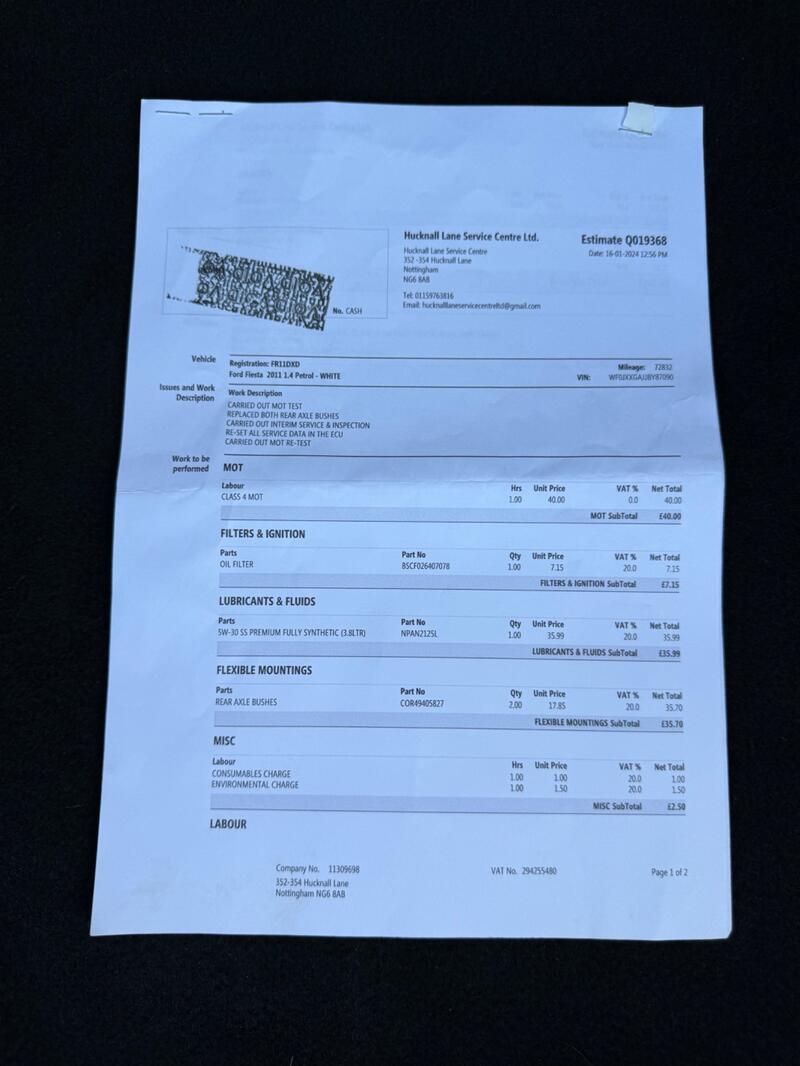 Hucknall Lane Service Centre Ltd.
Estimate Q019368
Hucknall Lane Service Centre
Date: 16-01-2024 12:56 PM
352 -354 Hucknall Lane
Nottingham
NG6 8AB
Tel: 01159763816
Email: hucknalllaneservicecentreltd@gmail.com
No. CASH
Vehicle
Registration: FR11DXD
Mileage: 72832
Ford Fiesta 2011 1.4 Petrol - WHITE
VIN: WF0JXXGAJJBY87090
Issues and Work Description
Work Description
CARRIED OUT MOT TEST
REPLACED BOTH REAR AXLE BUSHES
CARRIED OUT INTERIM SERVICE & INSPECTION
RE-SET ALL SERVICE DATA IN THE ECU
CARRIED OUT MOT RE-TEST
Work to be performed
MOT
Labour Hrs Unit Price VAT % Net Total
CLASS 4 MOT 1.00 40.00 0.0 40.00
MOT SubTotal £40.00
FILTERS & IGNITION
Parts Part No Qty Unit Price VAT % Net Total
OIL FILTER BSCF026407078 1.00 7.15 20.0 7.15
FILTERS & IGNITION SubTotal £7.15
LUBRICANTS & FLUIDS
Parts Part No Qty Unit Price VAT % Net Total
5W-30 SS PREMIUM FULLY SYNTHETIC (3.8LTR) NPAN2125L 1.00 35.99 20.0 35.99
LUBRICANTS & FLUIDS SubTotal £35.99
FLEXIBLE MOUNTINGS
Parts Part No Qty Unit Price VAT % Net Total
REAR AXLE BUSHES COR49405827 2.00 17.85 20.0 35.70
FLEXIBLE MOUNTINGS SubTotal £35.70
MISC
Labour Hrs Unit Price VAT % Net Total
CONSUMABLES CHARGE 1.00 1.00 20.0 1.00
ENVIRONMENTAL CHARGE 1.00 1.50 20.0 1.50
MISC SubTotal £2.50
LABOUR
Company No. 11309698
VAT No. 294255480
Page 1 of 2
352-354 Hucknall Lane
Nottingham NG6 8AB